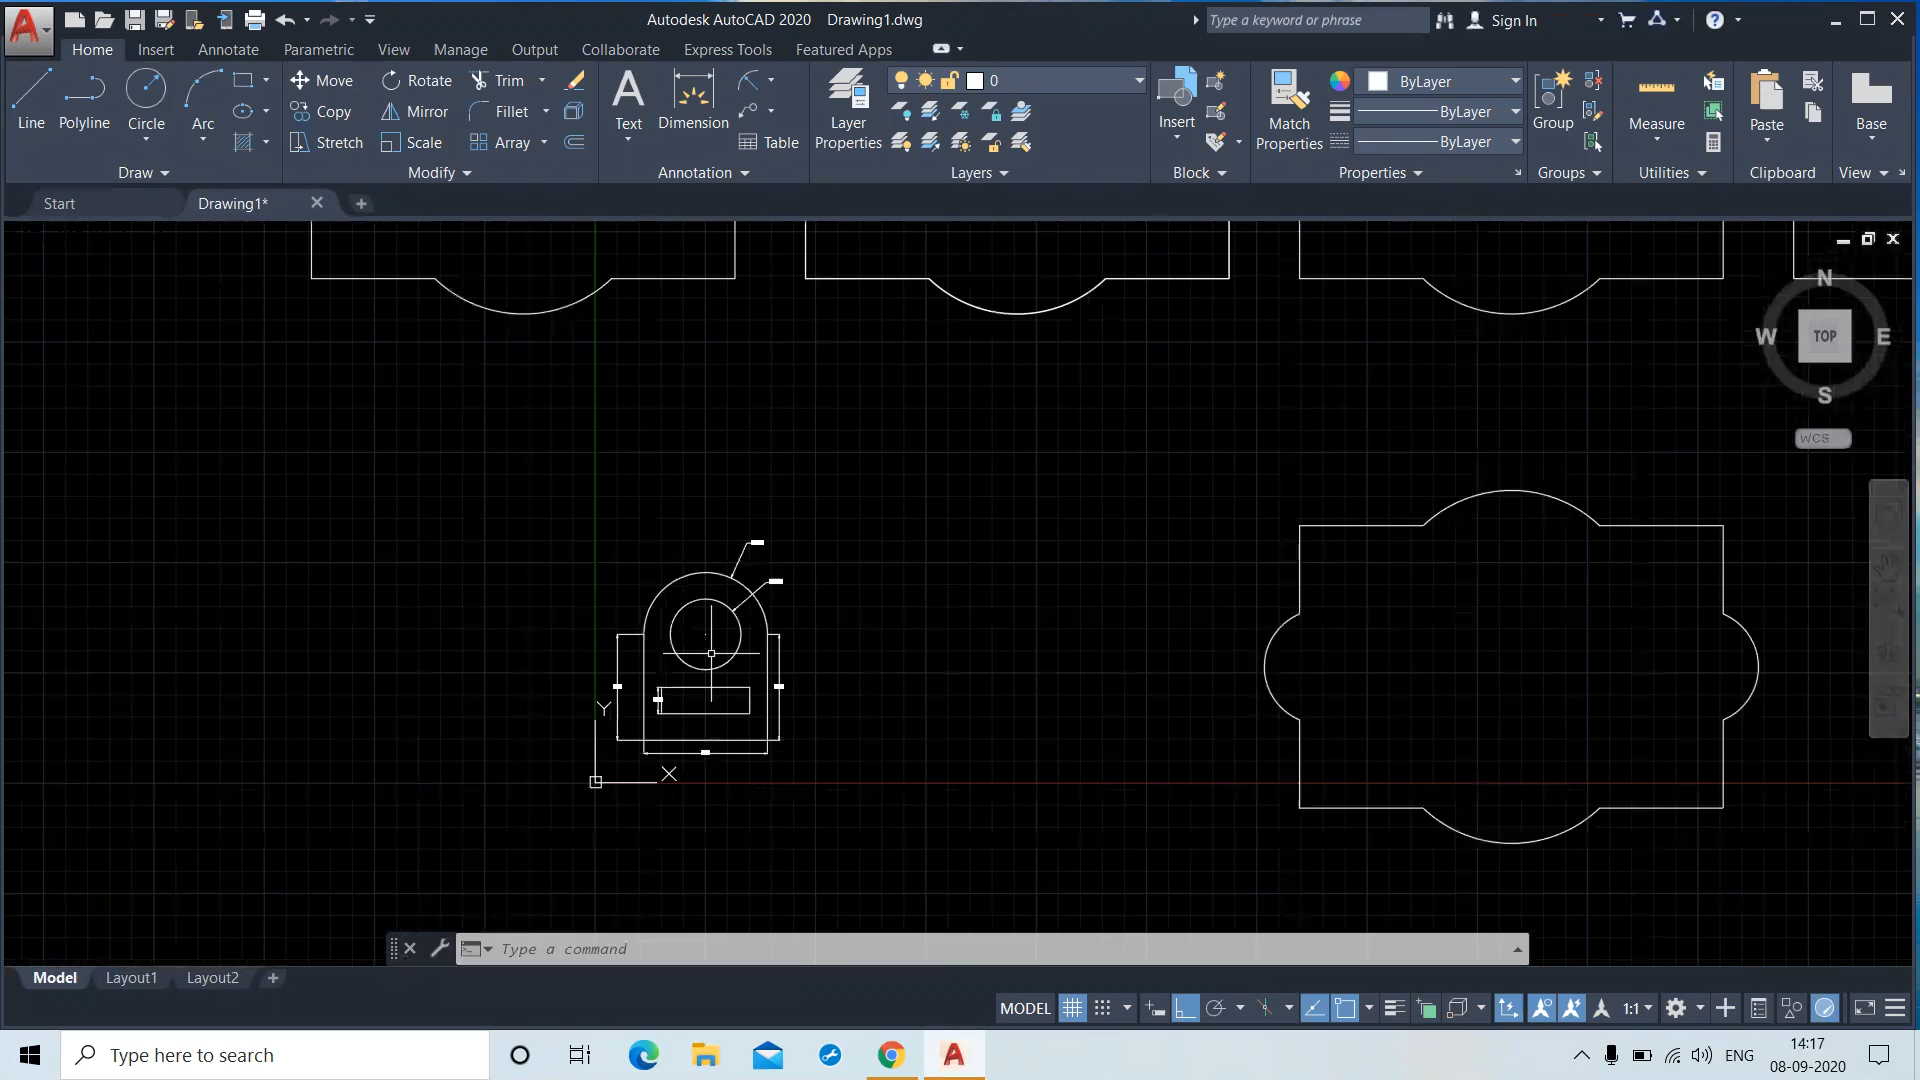 Autodesk AutoCAD 2020 Drawing1.dwg
Type a keyword or phrase
Sign In
Home Insert Annotate Parametric View Manage Output Collaborate Express Tools Featured Apps
Line Polyline Circle Arc
Move Rotate Trim
Copy Mirror Fillet
Stretch Scale Array
Text Dimension Table
Layer Properties
0
Insert
Match Properties
ByLayer
ByLayer
ByLayer
Group
Measure
Paste
Base
Draw Modify Annotation Layers Block Properties Groups Utilities Clipboard View
Start Drawing1*
N
W TOP E
S
WCS
Y
X
Type a command
Model Layout1 Layout2
MODEL 1:1
Type here to search
ENG
14:17
08-09-2020